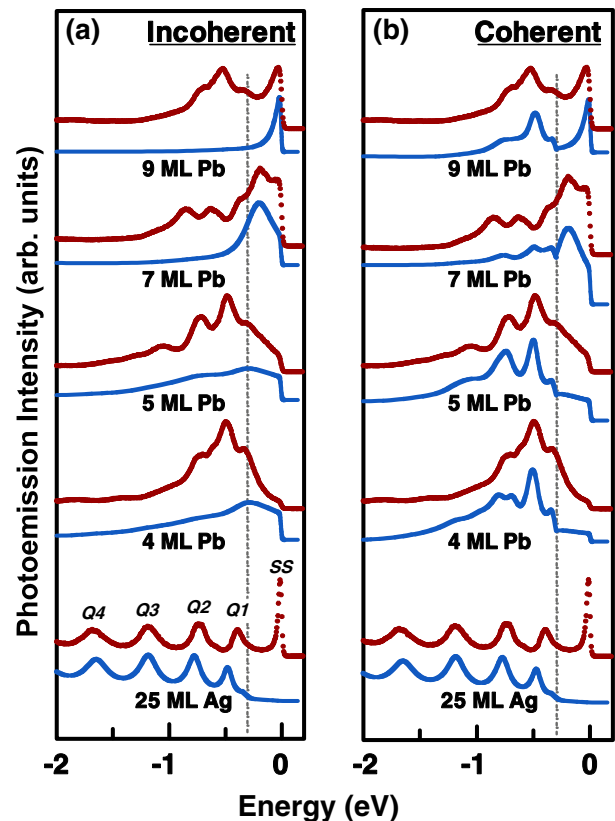 Photoemission Intensity (arb. units)
(a) Incoherent
9 ML Pb
7 ML Pb
5 ML Pb
4 ML Pb
SS
Q4 Q3 Q2 Q1
25 ML Ag
-2 -1 0
(b) Coherent
9 ML Pb
7 ML Pb
5 ML Pb
4 ML Pb
25 ML Ag
-2 -1 0
Energy (eV)